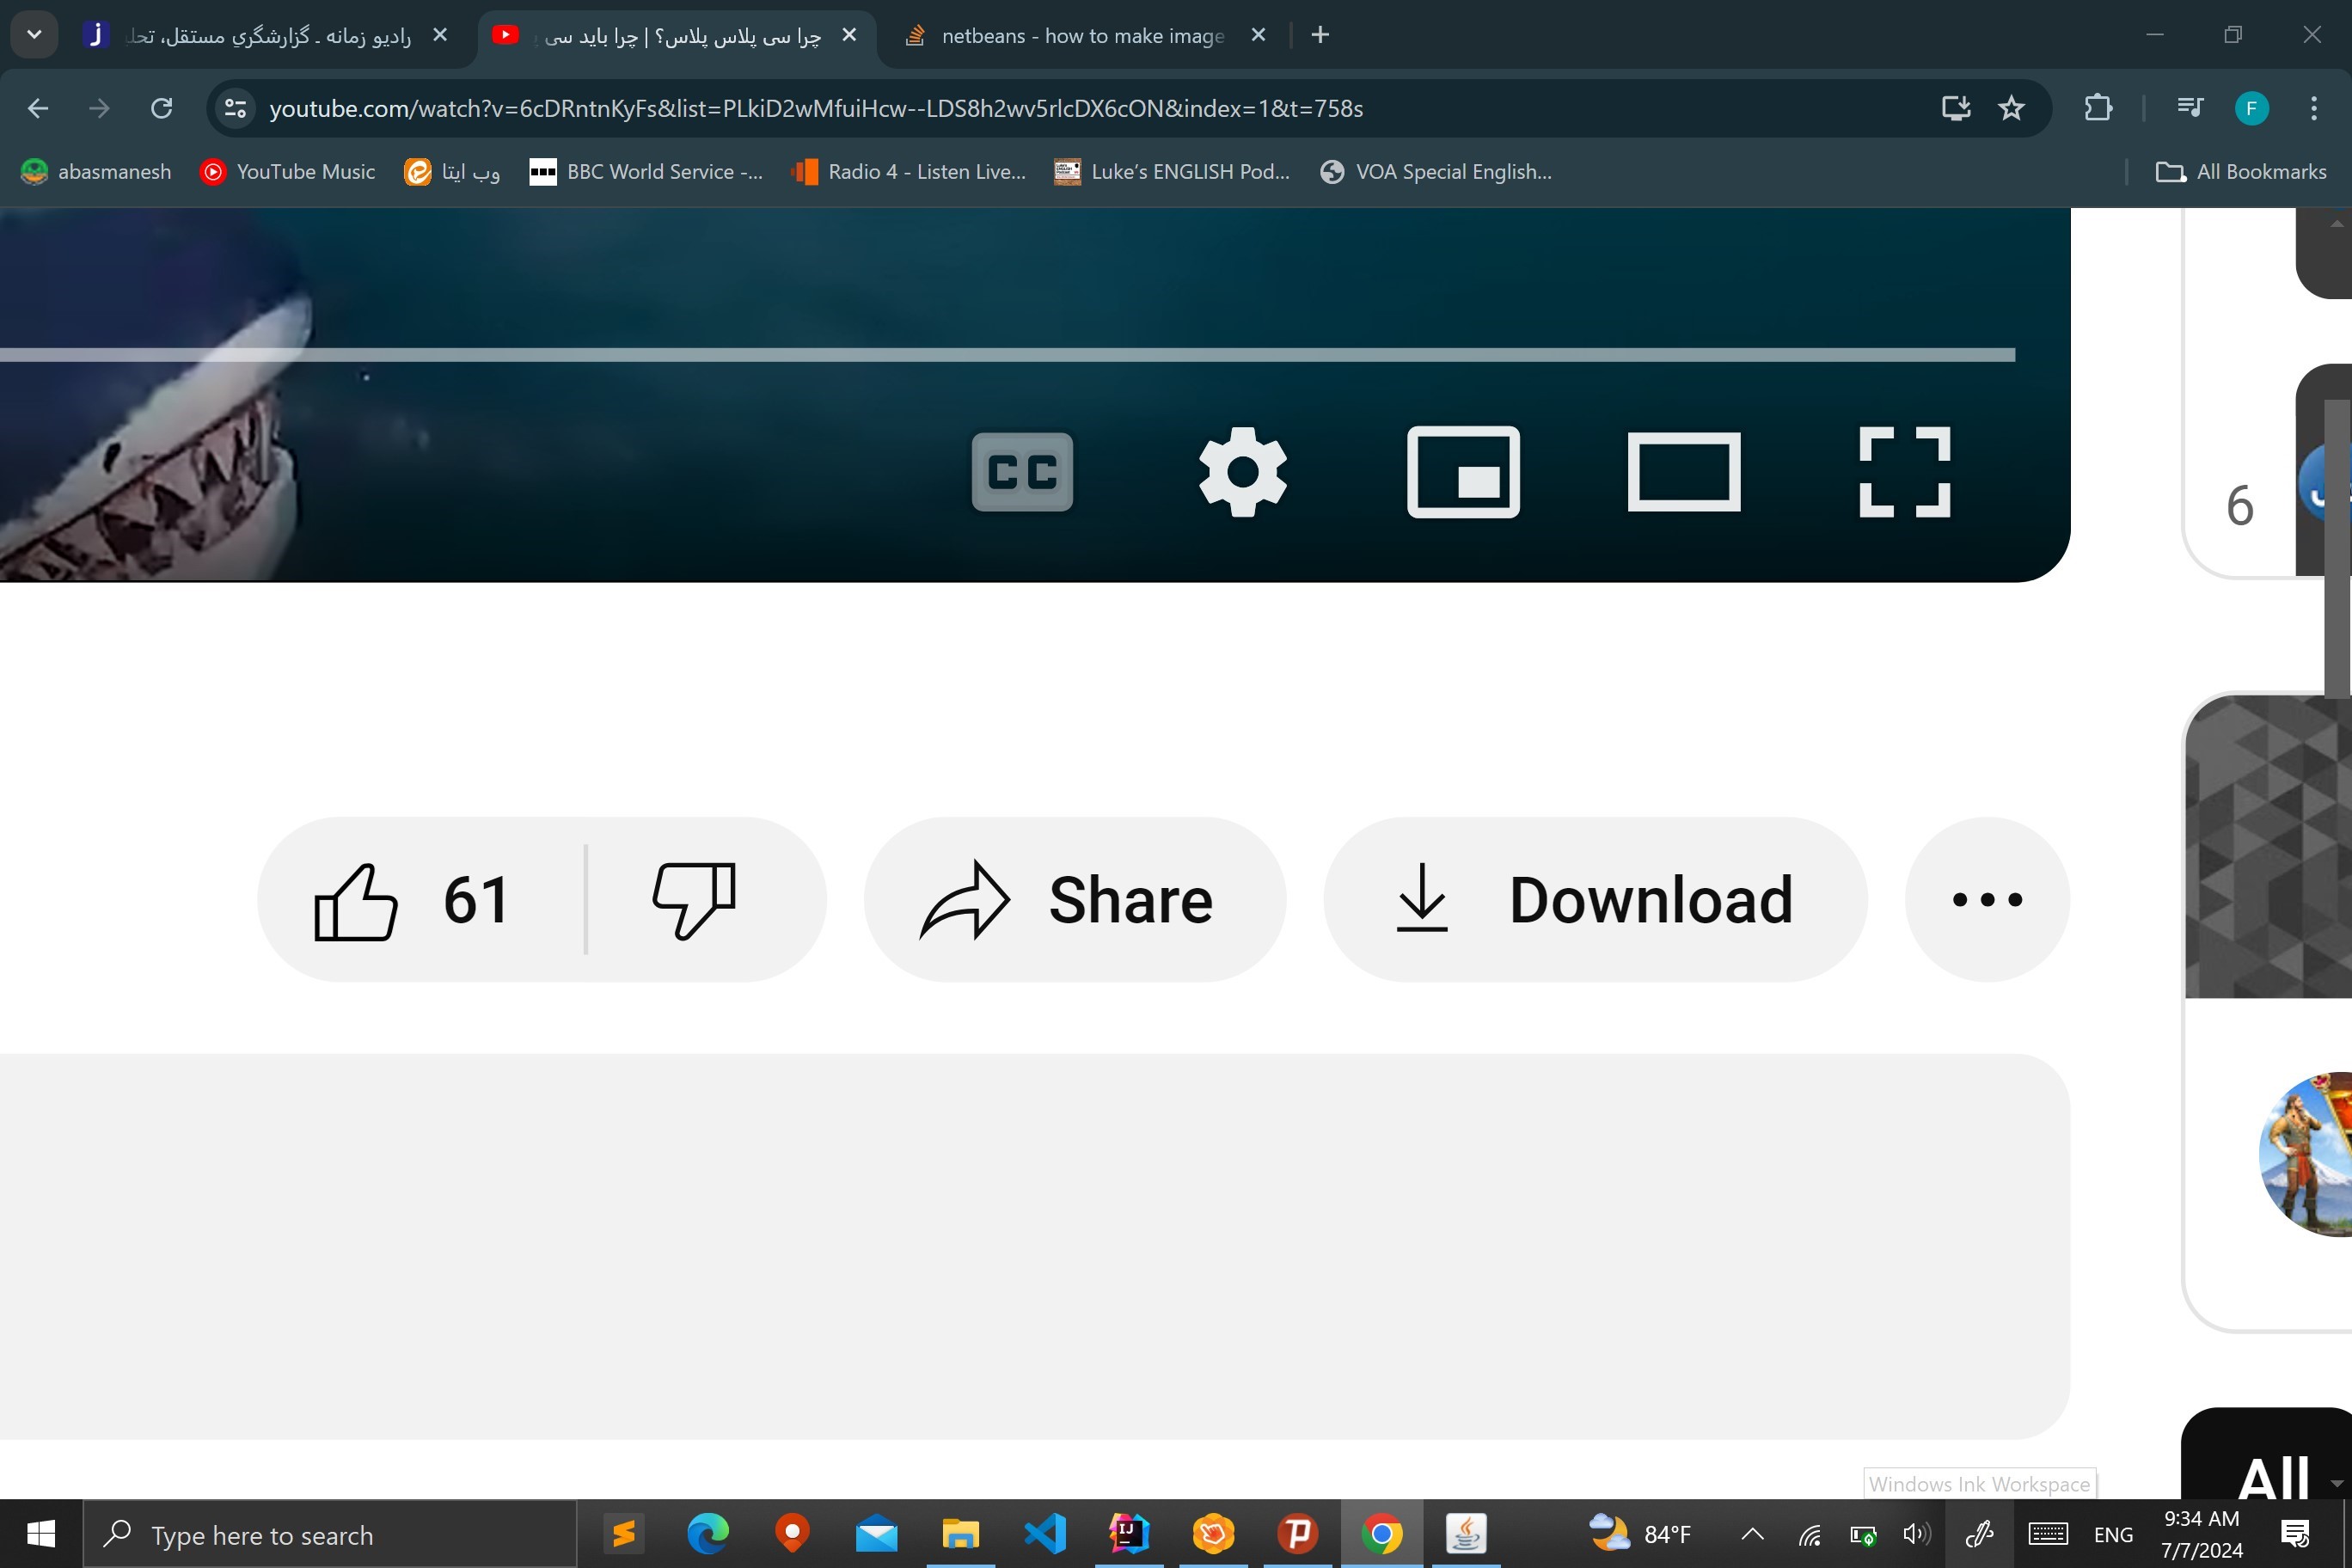 رادیو زمانه ـ گزارشگریِ مستقل، تحل
چرا سی پلاس پلاس؟ | چرا باید سی
netbeans - how to make image
youtube.com/watch?v=6cDRntnKyFs&list=PLkiD2wMfuiHcw--LDS8h2wv5rlcDX6cON&index=1&t=758s
F
abasmanesh
YouTube Music
وب ایتا
BBC World Service -...
Radio 4 - Listen Live...
Luke's ENGLISH Pod...
VOA Special English...
All Bookmarks
CC
6
61
Share
Download
All
Windows Ink Workspace
Type here to search
84°F
ENG
9:34 AM
7/7/2024